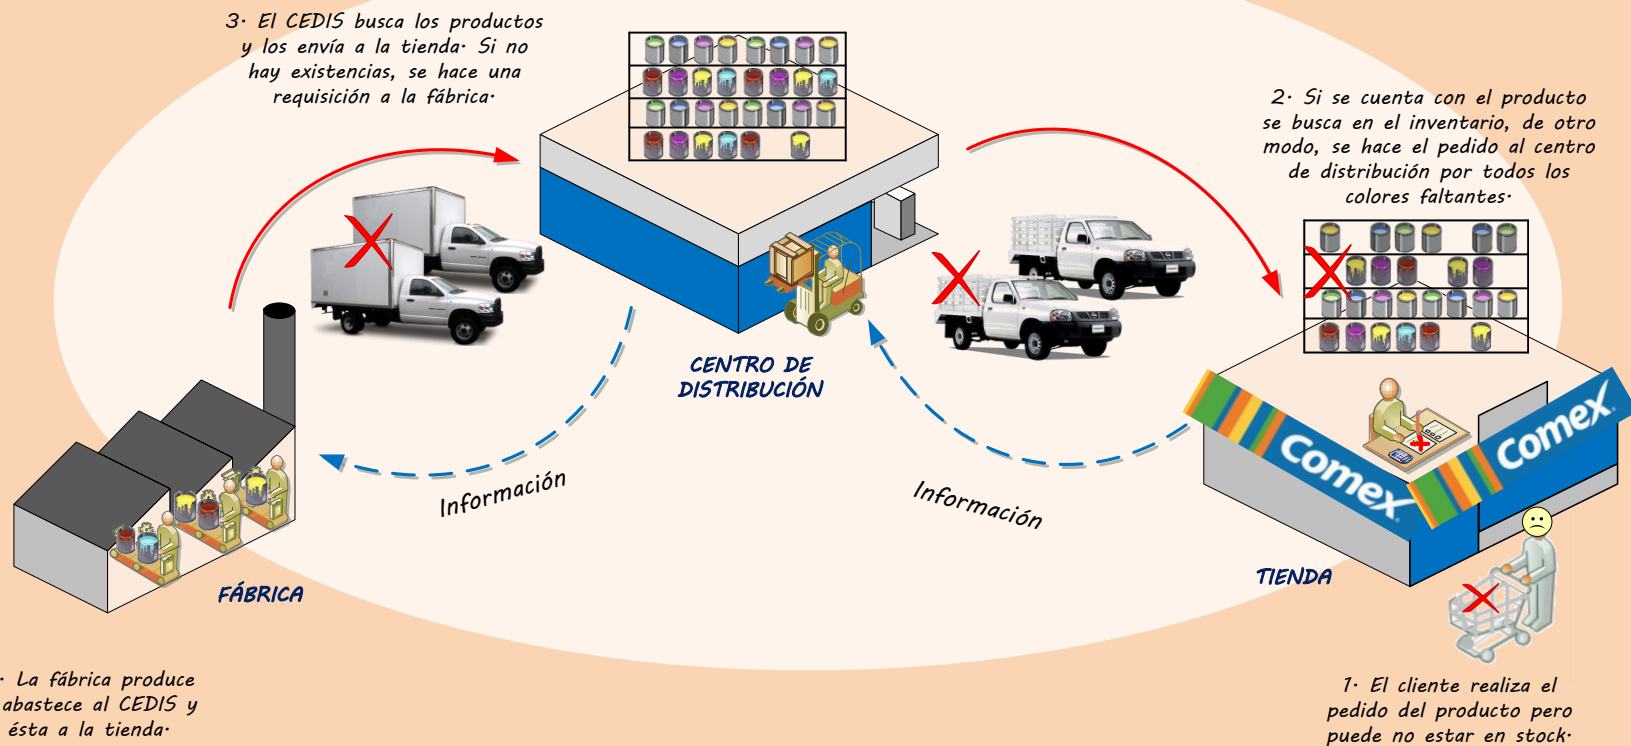 3. El CEDIS busca los productos
y los envía a la tienda. Si no
hay existencias, se hace una
requisición a la fábrica.
2. Si se cuenta con el producto
se busca en el inventario, de otro
modo, se hace el pedido al centro
de distribución por todos los
colores faltantes.
CENTRO DE
DISTRIBUCIÓN
Comex
Comex
Información
Información
TIENDA
FÁBRICA
. La fábrica produce
abastece al CEDIS y
ésta a la tienda.
1. El cliente realiza el
pedido del producto pero
puede no estar en stock.